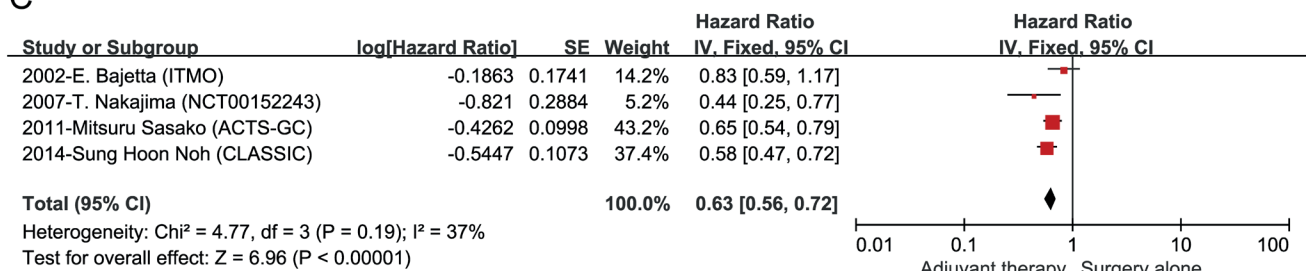 C
Hazard Ratio Hazard Ratio
Study or Subgroup log[Hazard Ratio] SE Weight IV, Fixed, 95% CI IV, Fixed, 95% CI
2002-E. Bajetta (ITMO) -0.1863 0.1741 14.2% 0.83 [0.59, 1.17]
2007-T. Nakajima (NCT00152243) -0.821 0.2884 5.2% 0.44 [0.25, 0.77]
2011-Mitsuru Sasako (ACTS-GC) -0.4262 0.0998 43.2% 0.65 [0.54, 0.79]
2014-Sung Hoon Noh (CLASSIC) -0.5447 0.1073 37.4% 0.58 [0.47, 0.72]
Total (95% CI) 100.0% 0.63 [0.56, 0.72]
Heterogeneity: Chi² = 4.77, df = 3 (P = 0.19); I² = 37%
Test for overall effect: Z = 6.96 (P < 0.00001)
0.01 0.1 1 10 100
Adjuvant therapy Surgery alone